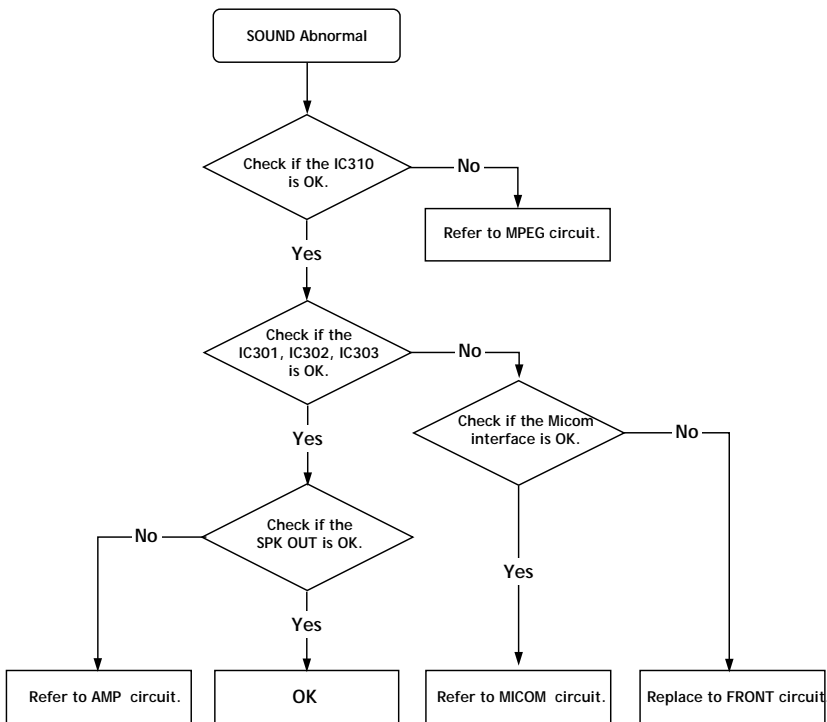 SOUND Abnormal
Check if the IC310
is OK.
No
Refer to MPEG circuit.
Yes
Check if the
IC301, IC302, IC303
is OK.
No
Check if the Micom
interface is OK.
No
Yes
Check if the
SPK OUT is OK.
No
Yes
Yes
Refer to AMP circuit.
OK
Refer to MICOM circuit.
Replace to FRONT circuit